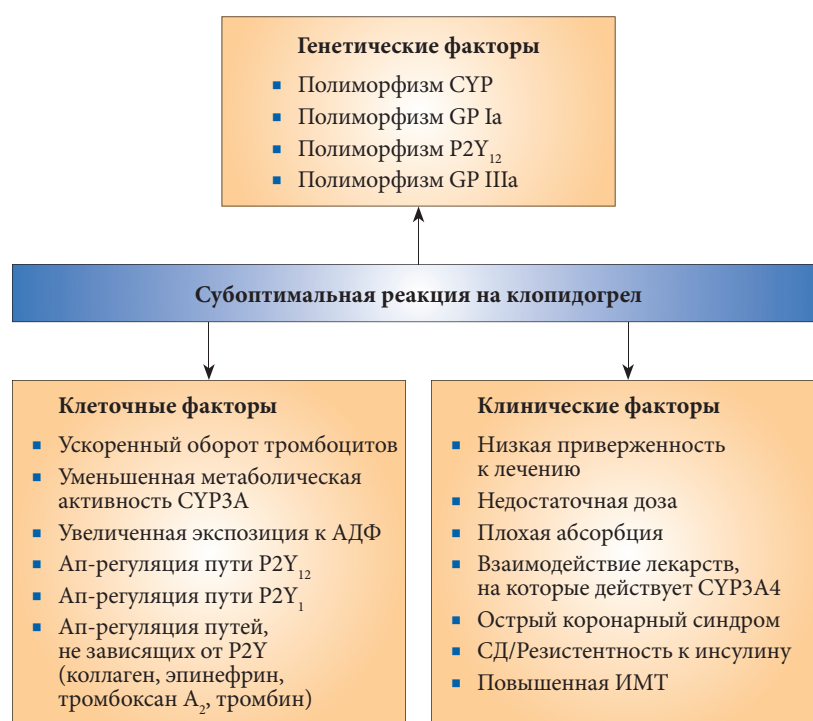 Генетические факторы
Полиморфизм CYP
Полиморфизм GP Ia
Полиморфизм P2Y₁₂
Полиморфизм GP IIIa
Субоптимальная реакция на клопидогрел
Клеточные факторы
Ускоренный оборот тромбоцитов
Уменьшенная метаболическая
активность CYP3A
Увеличенная экспозиция к АДФ
Ап-регуляция пути P2Y₁₂
Ап-регуляция пути P2Y₁
Ап-регуляция путей,
не зависящих от P2Y
(коллаген, эпинефрин,
тромбоксан A₂, тромбин)
Клинические факторы
Низкая приверженность
к лечению
Недостаточная доза
Плохая абсорбция
Взаимодействие лекарств,
на которые действует CYP3A4
Острый коронарный синдром
СД/Резистентность к инсулину
Повышенная ИМТ